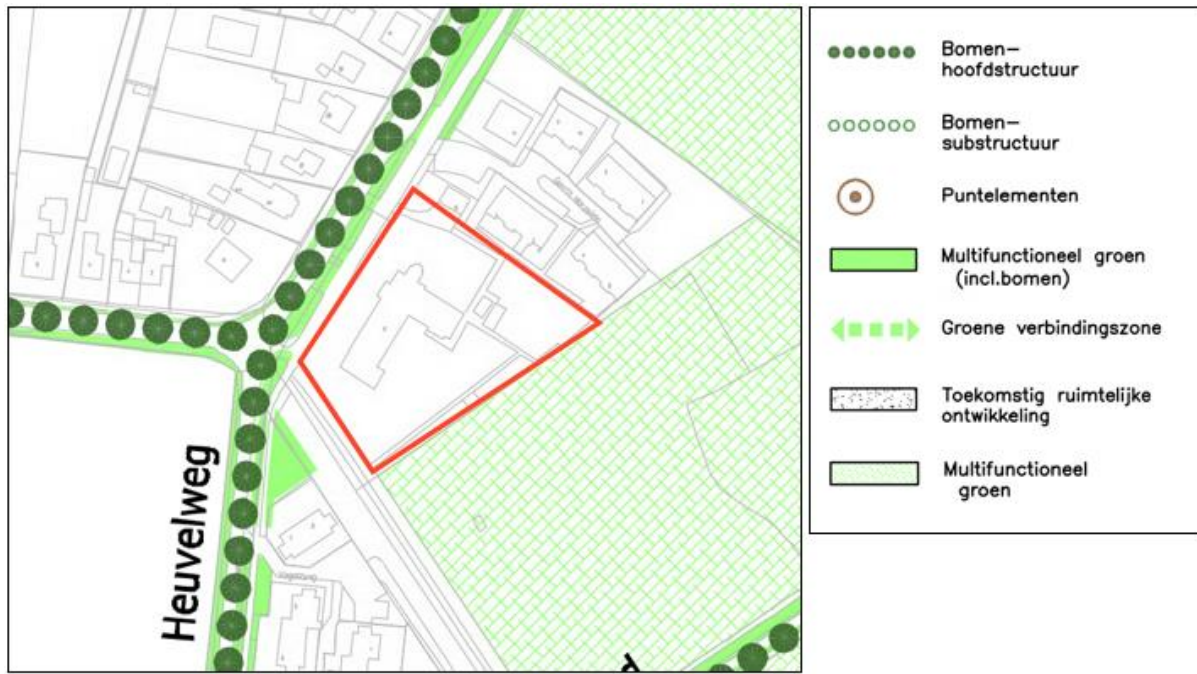 Heuvelweg
Bomen–
hoofdstructuur
Bomen–
substructuur
Puntelementen
Multifunctioneel groen
(incl.bomen)
Groene verbindingszone
Toekomstig ruimtelijke
ontwikkeling
Multifunctioneel
groen